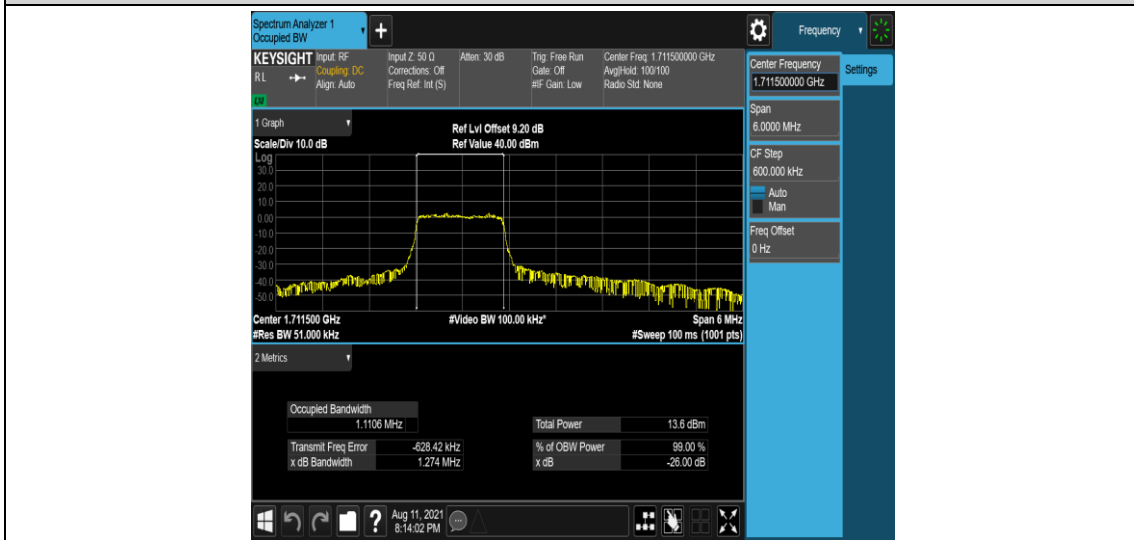 Spectrum Analyzer 1
Occupied BW
Frequency
KEYSIGHT
RL
Input: RF
Coupling: DC
Align: Auto
Input Z: 50 Ω
Corrections: Off
Freq Ref: Int (S)
Atten: 30 dB
Trig: Free Run
Gate: Off
#IF Gain: Low
Center Freq: 1.711500000 GHz
Avg|Hold: 100/100
Radio Std: None
Center Frequency
1.711500000 GHz
Settings
Span
6.0000 MHz
CF Step
600.000 kHz
Auto
Man
Freq Offset
0 Hz
1 Graph
Ref Lvl Offset 9.20 dB
Scale/Div 10.0 dB
Ref Value 40.00 dBm
Log
30.0
20.0
10.0
0.00
-10.0
-20.0
-30.0
-40.0
-50.0
Center 1.711500 GHz
#Video BW 100.00 kHz*
Span 6 MHz
#Res BW 51.000 kHz
#Sweep 100 ms (1001 pts)
2 Metrics
Occupied Bandwidth
1.1106 MHz
Total Power 13.6 dBm
Transmit Freq Error -628.42 kHz
% of OBW Power 99.00 %
x dB Bandwidth 1.274 MHz
x dB -26.00 dB
?
Aug 11, 2021
8:14:02 PM